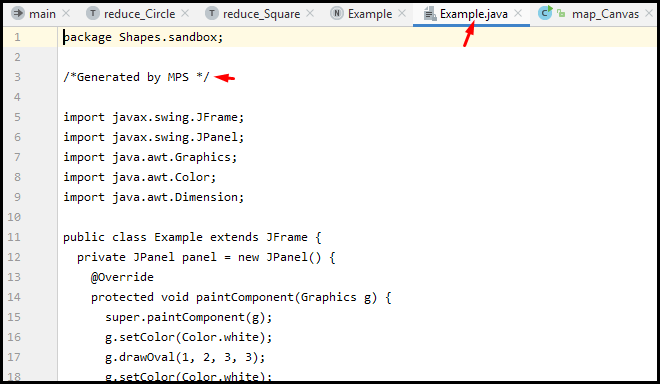 main reduce_Circle reduce_Square Example Example.java map_Canvas
1 package Shapes.sandbox;
2
3 /*Generated by MPS */
4
5 import javax.swing.JFrame;
6 import javax.swing.JPanel;
7 import java.awt.Graphics;
8 import java.awt.Color;
9 import java.awt.Dimension;
10
11 public class Example extends JFrame {
12 private JPanel panel = new JPanel() {
13 @Override
14 protected void paintComponent(Graphics g) {
15 super.paintComponent(g);
16 g.setColor(Color.white);
17 g.drawOval(1, 2, 3, 3);
18 g.setColor(Color.white);